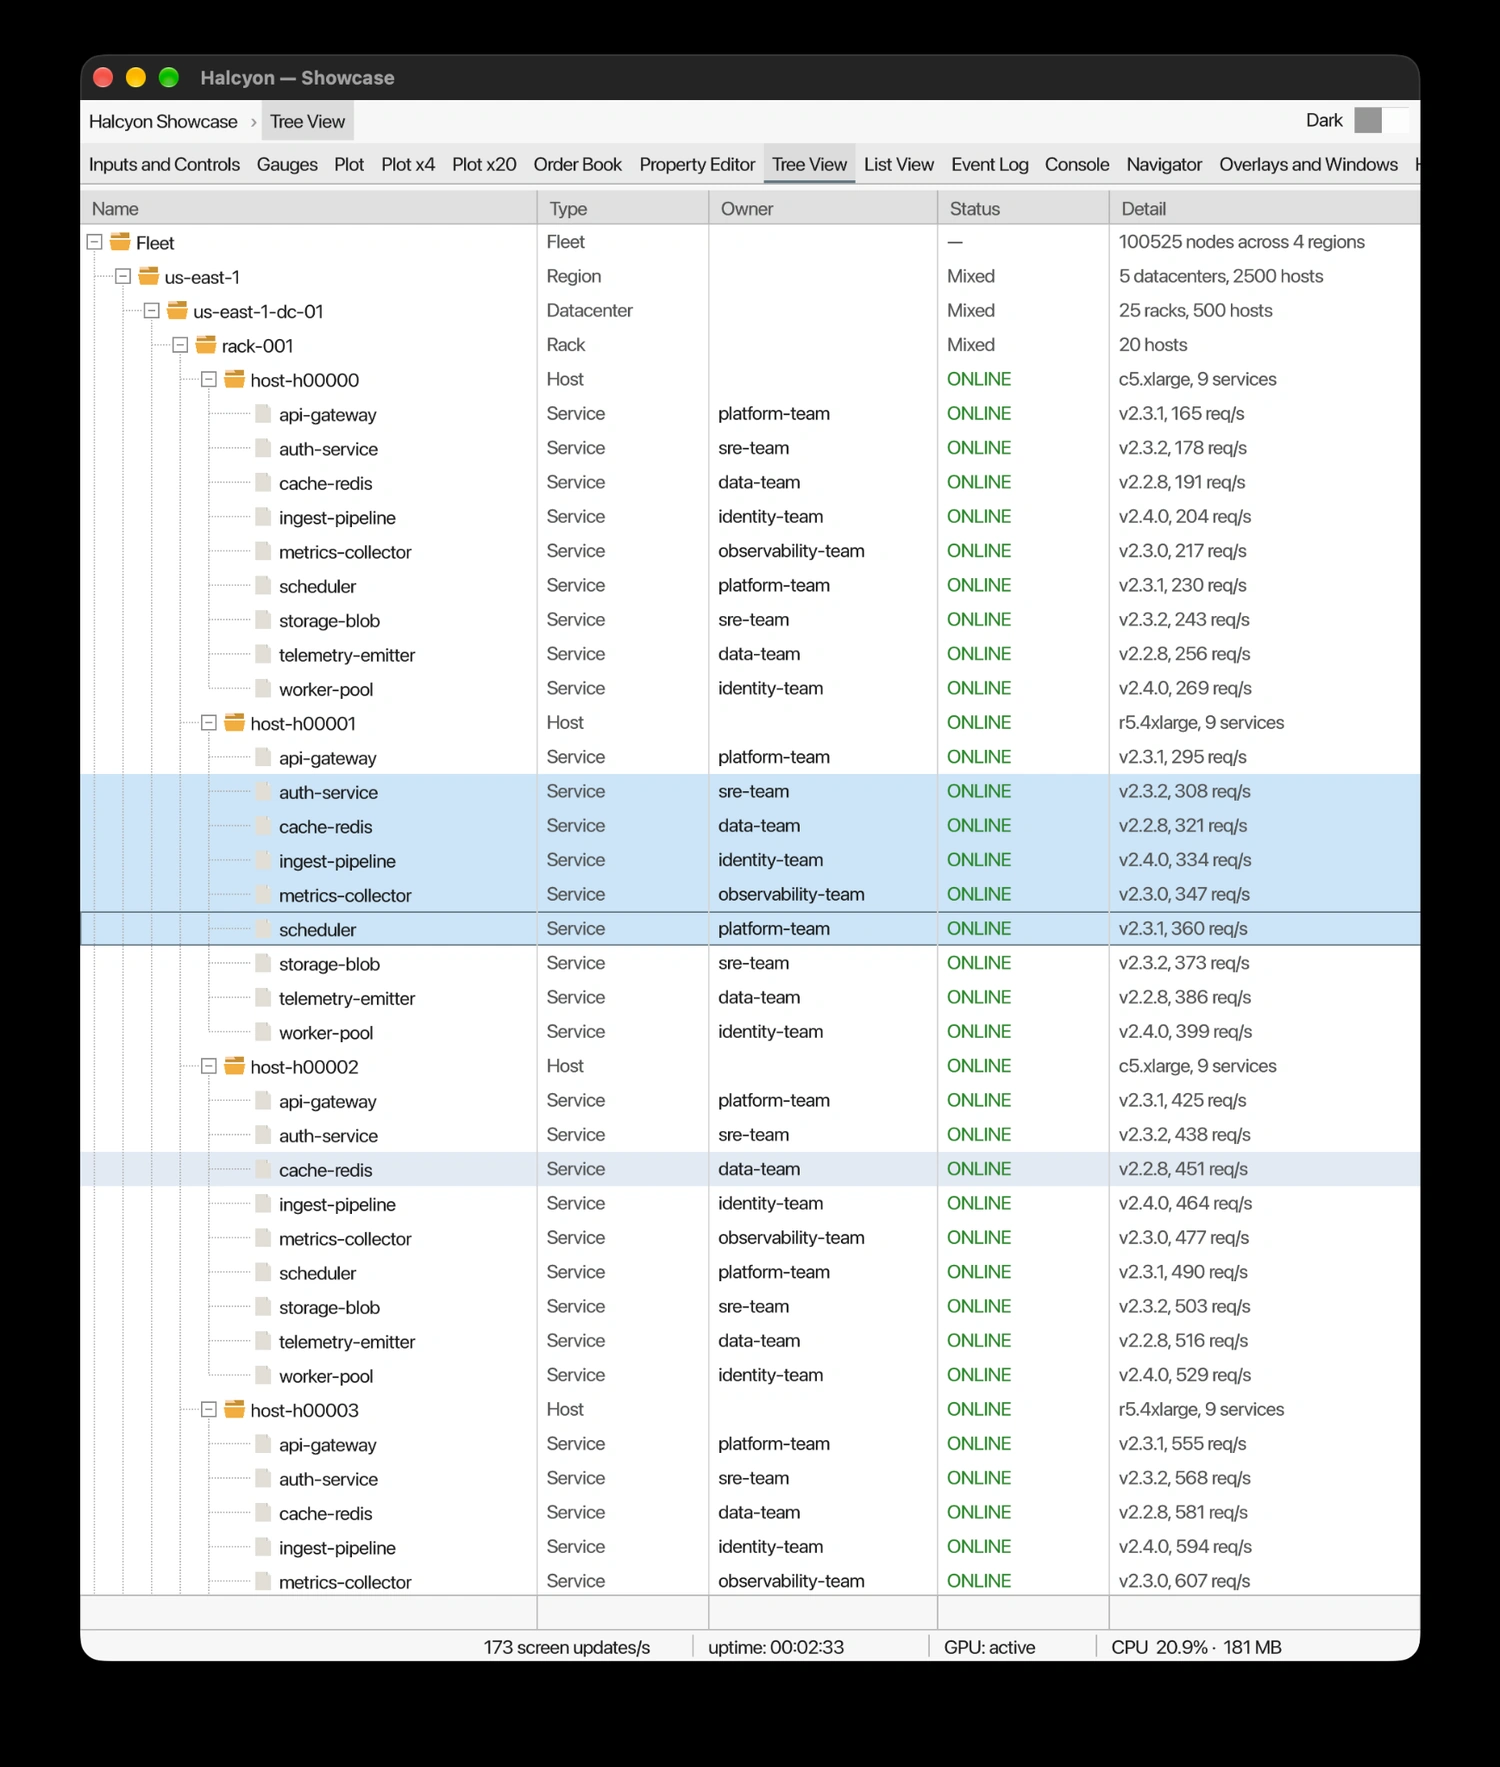 Halcyon — Showcase
Halcyon Showcase › Tree View Dark
Inputs and Controls Gauges Plot Plot x4 Plot x20 Order Book Property Editor Tree View List View Event Log Console Navigator Overlays and Windows
Name Type Owner Status Detail
Fleet Fleet — 100525 nodes across 4 regions
us-east-1 Region Mixed 5 datacenters, 2500 hosts
us-east-1-dc-01 Datacenter Mixed 25 racks, 500 hosts
rack-001 Rack Mixed 20 hosts
host-h00000 Host ONLINE c5.xlarge, 9 services
api-gateway Service platform-team ONLINE v2.3.1, 165 req/s
auth-service Service sre-team ONLINE v2.3.2, 178 req/s
cache-redis Service data-team ONLINE v2.2.8, 191 req/s
ingest-pipeline Service identity-team ONLINE v2.4.0, 204 req/s
metrics-collector Service observability-team ONLINE v2.3.0, 217 req/s
scheduler Service platform-team ONLINE v2.3.1, 230 req/s
storage-blob Service sre-team ONLINE v2.3.2, 243 req/s
telemetry-emitter Service data-team ONLINE v2.2.8, 256 req/s
worker-pool Service identity-team ONLINE v2.4.0, 269 req/s
host-h00001 Host ONLINE r5.4xlarge, 9 services
api-gateway Service platform-team ONLINE v2.3.1, 295 req/s
auth-service Service sre-team ONLINE v2.3.2, 308 req/s
cache-redis Service data-team ONLINE v2.2.8, 321 req/s
ingest-pipeline Service identity-team ONLINE v2.4.0, 334 req/s
metrics-collector Service observability-team ONLINE v2.3.0, 347 req/s
scheduler Service platform-team ONLINE v2.3.1, 360 req/s
storage-blob Service sre-team ONLINE v2.3.2, 373 req/s
telemetry-emitter Service data-team ONLINE v2.2.8, 386 req/s
worker-pool Service identity-team ONLINE v2.4.0, 399 req/s
host-h00002 Host ONLINE c5.xlarge, 9 services
api-gateway Service platform-team ONLINE v2.3.1, 425 req/s
auth-service Service sre-team ONLINE v2.3.2, 438 req/s
cache-redis Service data-team ONLINE v2.2.8, 451 req/s
ingest-pipeline Service identity-team ONLINE v2.4.0, 464 req/s
metrics-collector Service observability-team ONLINE v2.3.0, 477 req/s
scheduler Service platform-team ONLINE v2.3.1, 490 req/s
storage-blob Service sre-team ONLINE v2.3.2, 503 req/s
telemetry-emitter Service data-team ONLINE v2.2.8, 516 req/s
worker-pool Service identity-team ONLINE v2.4.0, 529 req/s
host-h00003 Host ONLINE r5.4xlarge, 9 services
api-gateway Service platform-team ONLINE v2.3.1, 555 req/s
auth-service Service sre-team ONLINE v2.3.2, 568 req/s
cache-redis Service data-team ONLINE v2.2.8, 581 req/s
ingest-pipeline Service identity-team ONLINE v2.4.0, 594 req/s
metrics-collector Service observability-team ONLINE v2.3.0, 607 req/s
173 screen updates/s uptime: 00:02:33 GPU: active CPU 20.9% · 181 MB